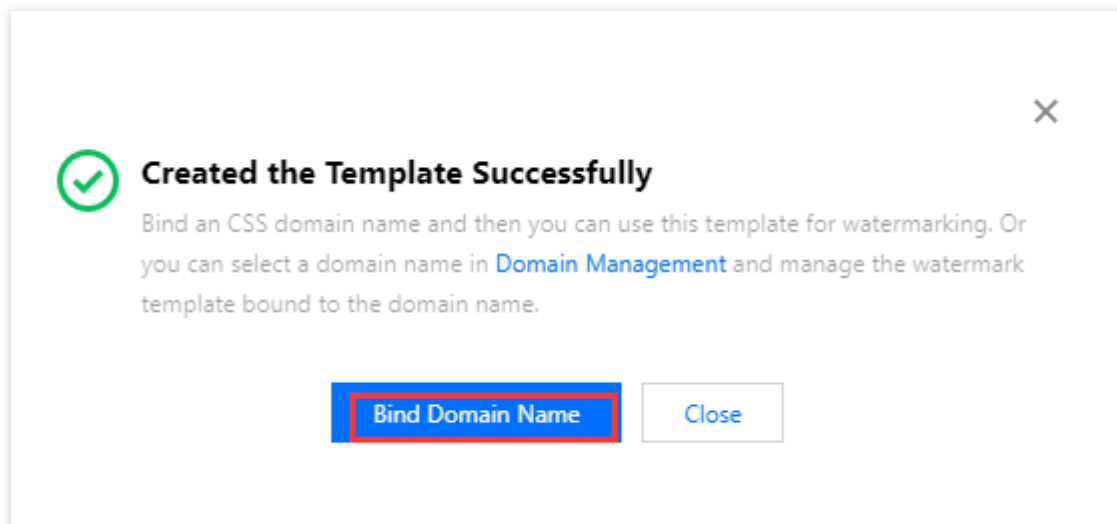 Created the Template Successfully
Bind an CSS domain name and then you can use this template for watermarking. Or
you can select a domain name in Domain Management and manage the watermark
template bound to the domain name.
Bind Domain Name
Close